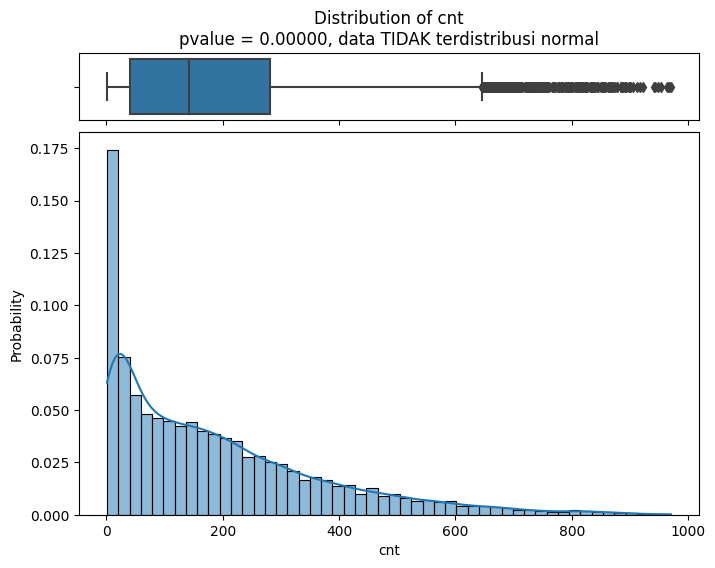 Distribution of cnt
pvalue = 0.00000, data TIDAK terdistribusi normal
0.175
0.150
0.125
0.100
0.075
0.050
0.025
0.000
Probability
0 200 400 600 800 1000
cnt